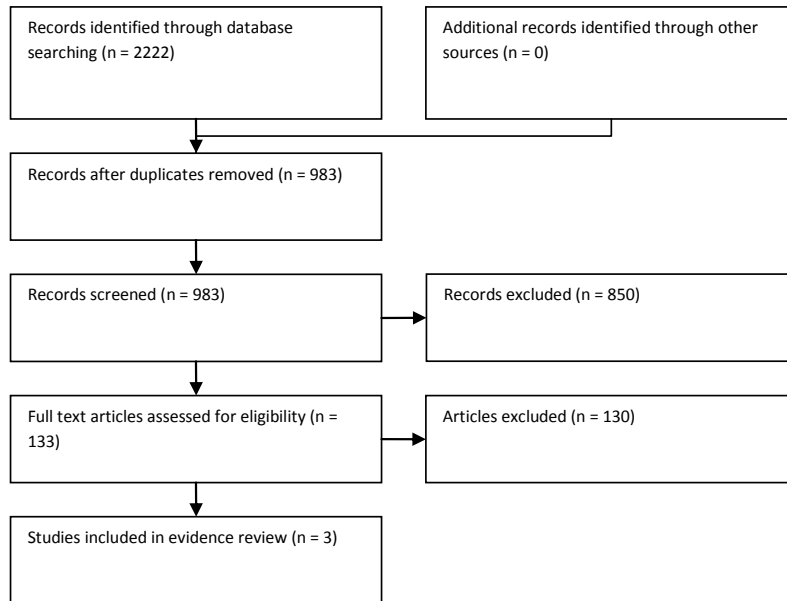 Records identified through database
searching (n = 2222)
Additional records identified through other
sources (n = 0)
Records after duplicates removed (n = 983)
Records screened (n = 983)
Records excluded (n = 850)
Full text articles assessed for eligibility (n =
133)
Articles excluded (n = 130)
Studies included in evidence review (n = 3)